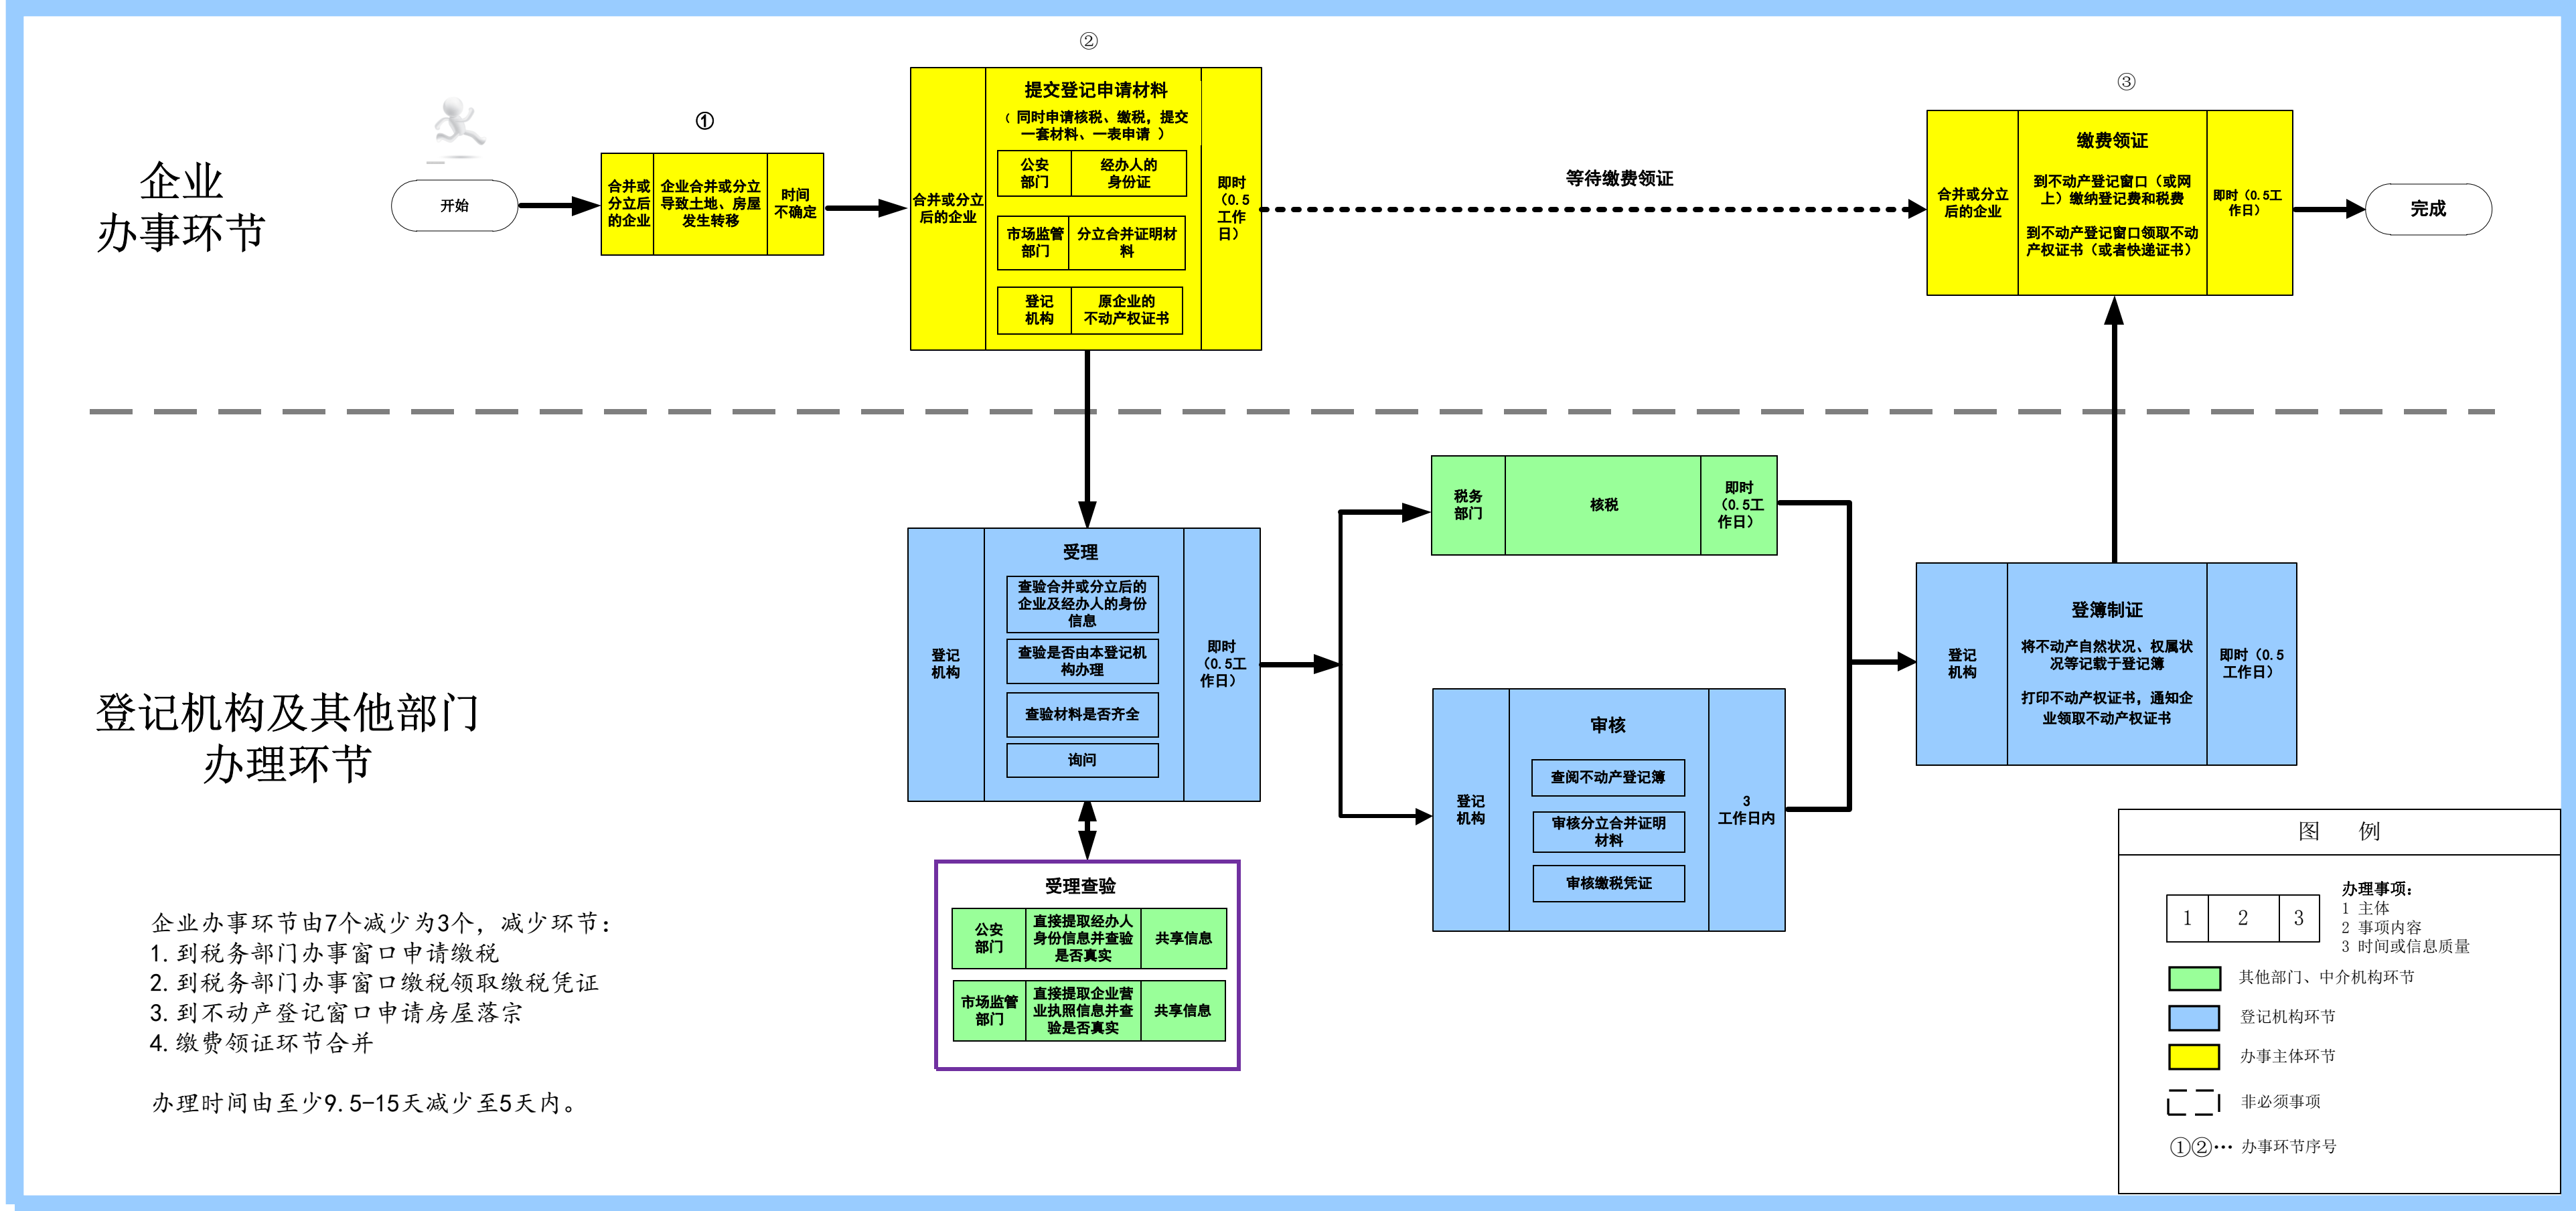 企业
办事环节
开始
①
合并或
分立后
的企业
企业合并或分立
导致土地、房屋
发生转移
时间
不确定
②
合并或分立
后的企业
提交登记申请材料
（ 同时申请核税、缴税，提交
一套材料、一表申请 ）
公安
部门
经办人的
身份证
市场监管
部门
分立合并证明材
料
登记
机构
原企业的
不动产权证书
即时
（0.5
工作
日）
等待缴费领证
③
合并或分立
后的企业
缴费领证
到不动产登记窗口（或网
上）缴纳登记费和税费
到不动产登记窗口领取不动
产权证书（或者快递证书）
即时（0.5工
作日）
完成
登记机构及其他部门
办理环节
登记
机构
受理
查验合并或分立后的
企业及经办人的身份
信息
查验是否由本登记机
构办理
查验材料是否齐全
询问
即时
（0.5工
作日）
受理查验
公安
部门
直接提取经办人
身份信息并查验
是否真实
共享信息
市场监管
部门
直接提取企业营
业执照信息并查
验是否真实
共享信息
税务
部门
核税
即时
（0.5工
作日）
登记
机构
审核
查阅不动产登记簿
审核分立合并证明
材料
审核缴税凭证
3
工作日内
登记
机构
登簿制证
将不动产自然状况、权属状
况等记载于登记簿
打印不动产权证书，通知企
业领取不动产权证书
即时（0.5
工作日）
企业办事环节由7个减少为3个，减少环节：
1.到税务部门办事窗口申请缴税
2.到税务部门办事窗口缴税领取缴税凭证
3.到不动产登记窗口申请房屋落宗
4.缴费领证环节合并
办理时间由至少9.5-15天减少至5天内。
图 例
1 2 3
办理事项：
1 主体
2 事项内容
3 时间或信息质量
其他部门、中介机构环节
登记机构环节
办事主体环节
非必须事项
①②… 办事环节序号